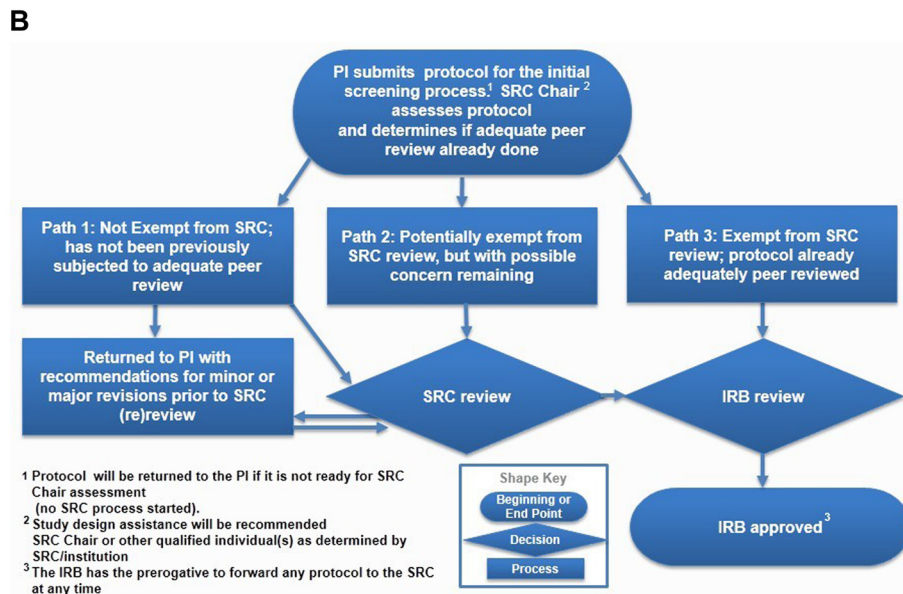 B
PI submits protocol for the initial
screening process.1 SRC Chair 2
assesses protocol
and determines if adequate peer
review already done
Path 1: Not Exempt from SRC;
has not been previously
subjected to adequate peer
review
Path 2: Potentially exempt from
SRC review, but with possible
concern remaining
Path 3: Exempt from SRC
review; protocol already
adequately peer reviewed
Returned to PI with
recommendations for minor or
major revisions prior to SRC
(re)review
SRC review
IRB review
IRB approved3
1 Protocol will be returned to the PI if it is not ready for SRC
Chair assessment
(no SRC process started).
2 Study design assistance will be recommended
SRC Chair or other qualified individual(s) as determined by
SRC/institution
3 The IRB has the prerogative to forward any protocol to the SRC
at any time
Shape Key
Beginning or
End Point
Decision
Process